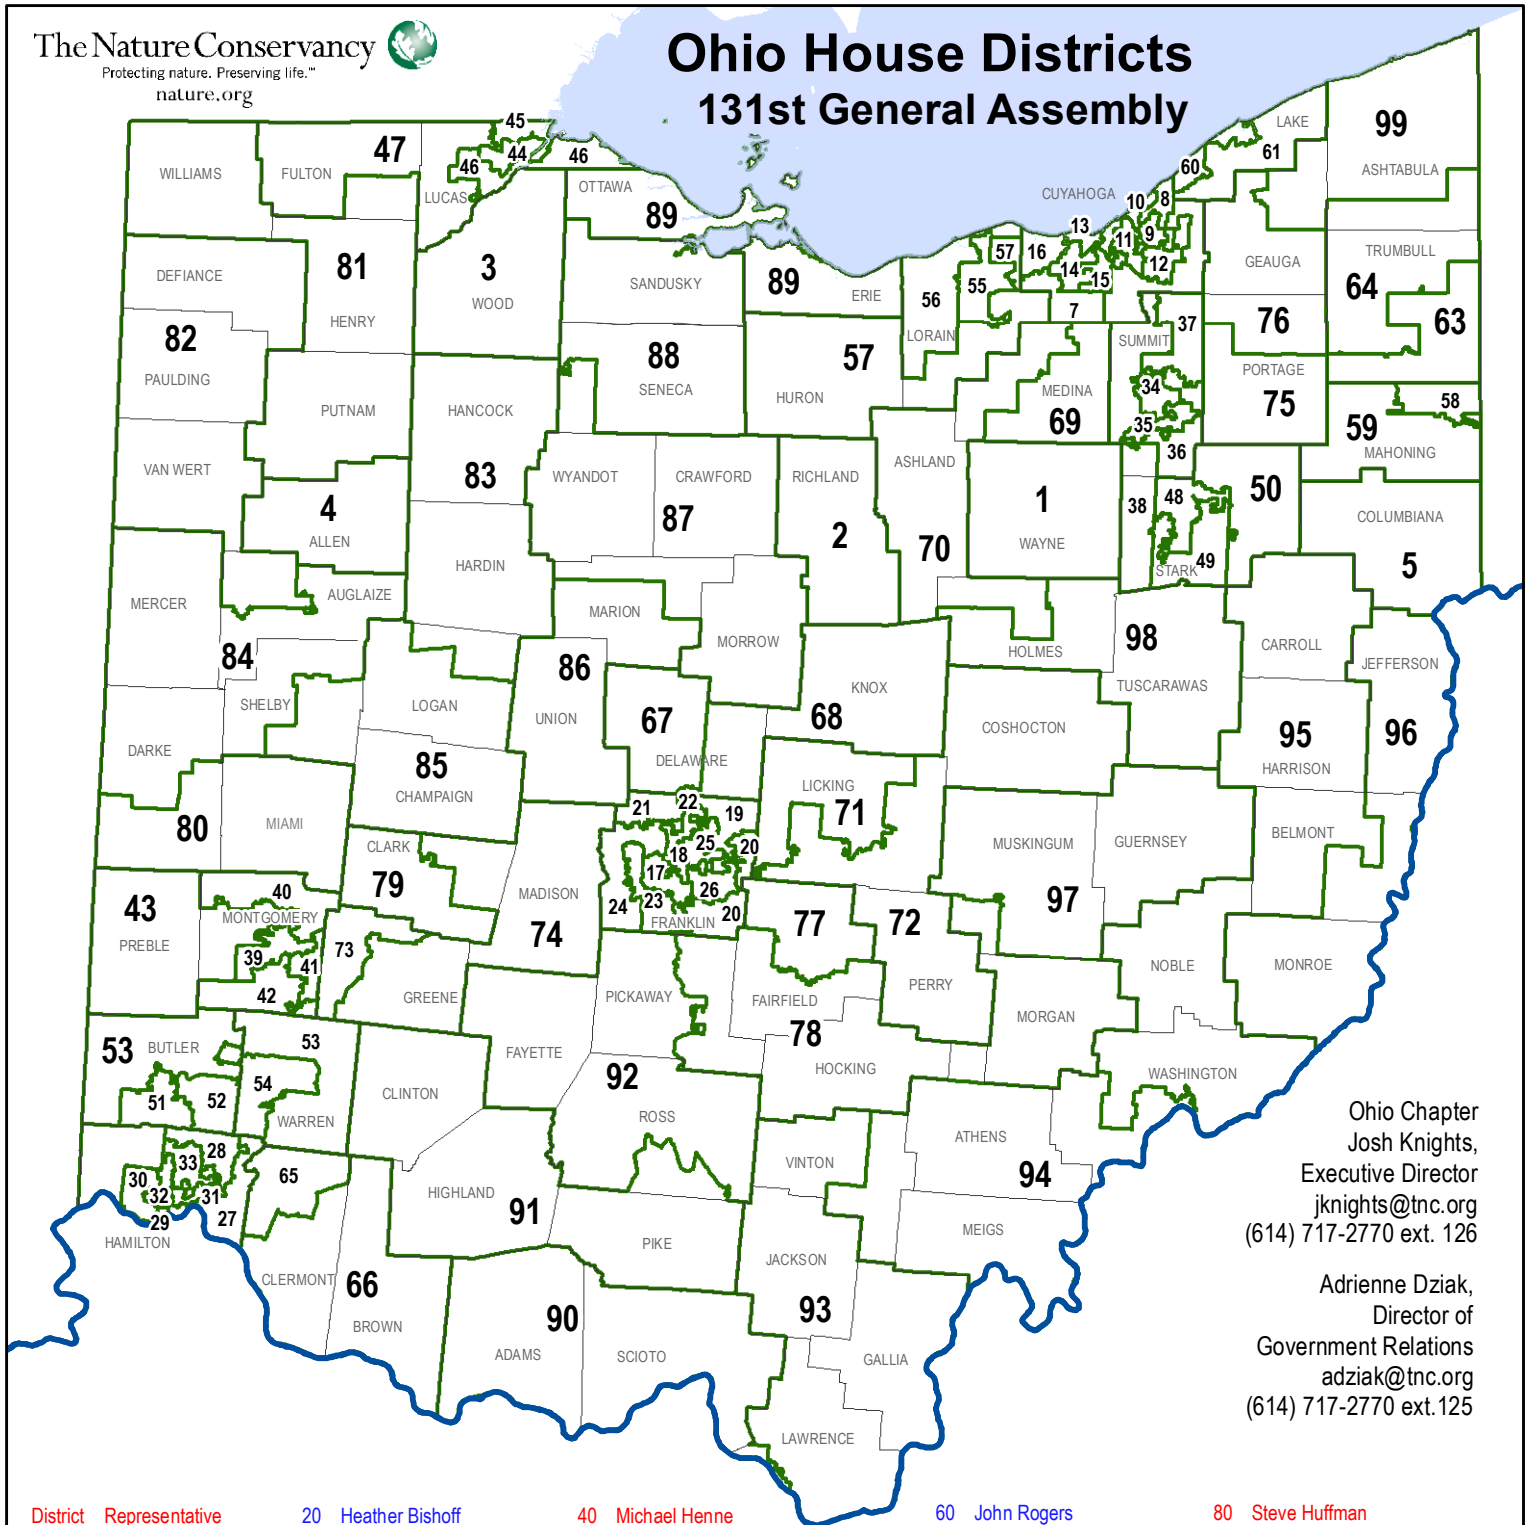 The Nature Conservancy
Protecting nature. Preserving life.™
nature.org
Ohio House Districts
131st General Assembly
45
47
44
46
46
WILLIAMS
FULTON
LUCAS
OTTAWA
89
LAKE
99
61
60
ASHTABULA
CUYAHOGA
10
8
13
11
9
16
57
12
14
15
55
56
7
GEAUGA
TRUMBULL
64
63
DEFIANCE
81
3
WOOD
SANDUSKY
89
ERIE
HENRY
82
PAULDING
88
SENECA
57
HURON
LORAIN
SUMMIT
37
76
PORTAGE
75
34
35
36
MEDINA
69
58
59
MAHONING
PUTNAM
HANCOCK
VAN WERT
83
WYANDOT
CRAWFORD
87
RICHLAND
2
ASHLAND
70
1
WAYNE
38
48
49
STARK
50
COLUMBIANA
5
4
ALLEN
HARDIN
MERCER
AUGLAIZE
MARION
MORROW
84
SHELBY
LOGAN
86
UNION
67
DELAWARE
KNOX
68
HOLMES
98
TUSCARAWAS
CARROLL
JEFFERSON
COSHOCTON
95
HARRISON
96
DARKE
80
MIAMI
85
CHAMPAIGN
CLARK
79
LICKING
71
21
22
19
25
20
18
17
26
23
24
20
FRANKLIN
MUSKINGUM
97
GUERNSEY
BELMONT
43
PREBLE
40
MONTGOMERY
39
41
42
73
GREENE
MADISON
74
77
72
PERRY
NOBLE
MONROE
PICKAWAY
FAIRFIELD
78
HOCKING
MORGAN
WASHINGTON
53
BUTLER
53
54
WARREN
51
52
CLINTON
FAYETTE
92
ROSS
VINTON
ATHENS
94
MEIGS
33
28
30
32
31
29
27
HAMILTON
65
CLERMONT
66
BROWN
HIGHLAND
91
PIKE
JACKSON
93
90
ADAMS
SCIOTO
GALLIA
LAWRENCE
Ohio Chapter
Josh Knights,
Executive Director
jknights@tnc.org
(614) 717-2770 ext. 126
Adrienne Dziak,
Director of
Government Relations
adziak@tnc.org
(614) 717-2770 ext.125
District Representative 20 Heather Bishoff 40 Michael Henne 60 John Rogers 80 Steve Huffman